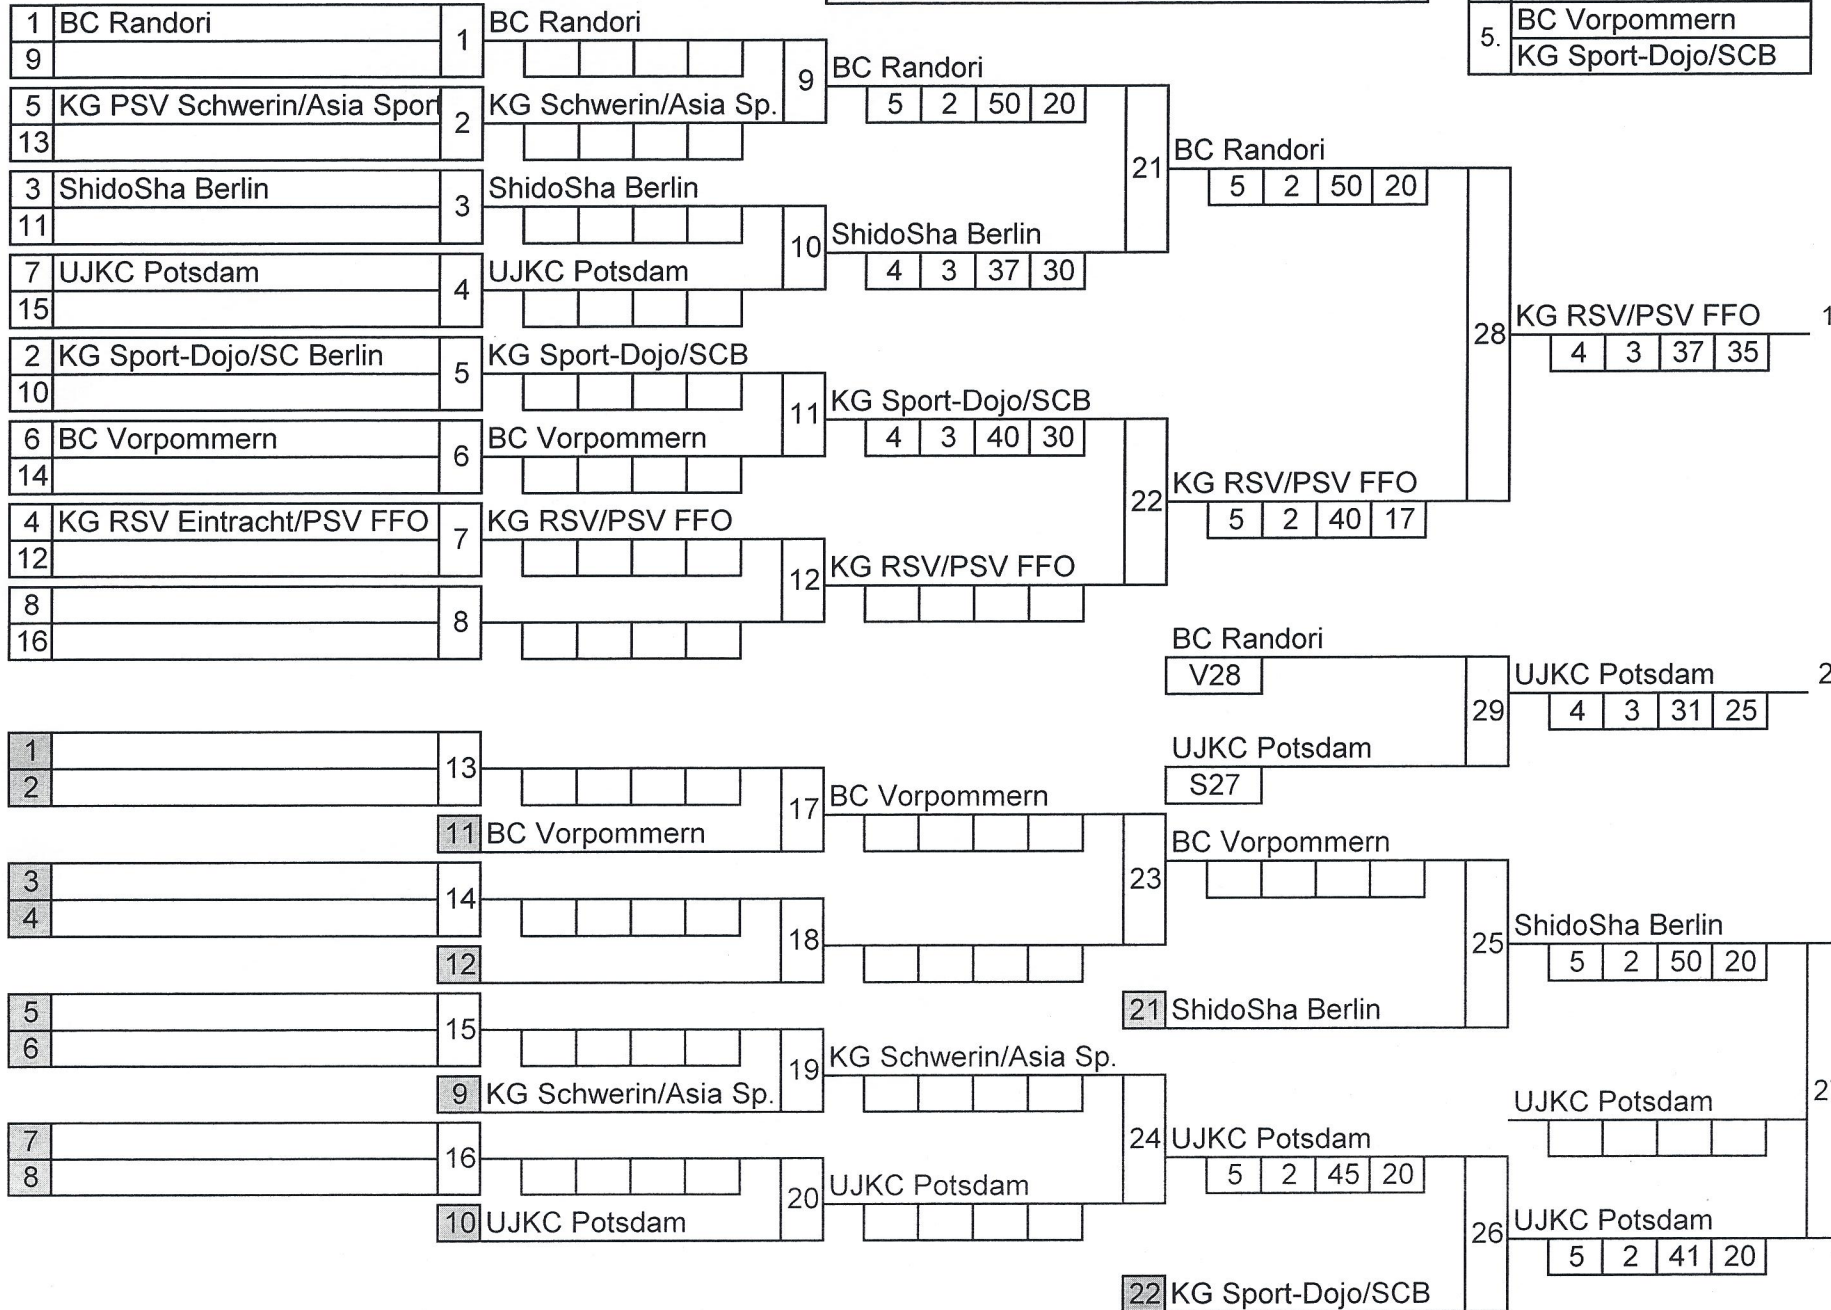 1 BC Randori
9
1
BC Randori
5 KG PSV Schwerin/Asia Sport
13
2
KG Schwerin/Asia Sp.
9
BC Randori
5 2 50 20
3 ShidoSha Berlin
11
3
ShidoSha Berlin
7 UJKC Potsdam
15
4
UJKC Potsdam
10
ShidoSha Berlin
4 3 37 30
21
BC Randori
5 2 50 20
2 KG Sport-Dojo/SC Berlin
10
5
KG Sport-Dojo/SCB
6 BC Vorpommern
14
6
BC Vorpommern
11
KG Sport-Dojo/SCB
4 3 40 30
4 KG RSV Eintracht/PSV FFO
12
7
KG RSV/PSV FFO
8
16
8
12
KG RSV/PSV FFO
22
KG RSV/PSV FFO
5 2 40 17
28
KG RSV/PSV FFO
4 3 37 35
5.
BC Vorpommern
KG Sport-Dojo/SCB
BC Randori
V28
UJKC Potsdam
S27
29
UJKC Potsdam
4 3 31 25
1
2
13
11 BC Vorpommern
17
BC Vorpommern
3
4
14
12
18
23
BC Vorpommern
21 ShidoSha Berlin
25
ShidoSha Berlin
5 2 50 20
5
6
15
9 KG Schwerin/Asia Sp.
19
KG Schwerin/Asia Sp.
7
8
16
10 UJKC Potsdam
20
UJKC Potsdam
24
UJKC Potsdam
5 2 45 20
22 KG Sport-Dojo/SCB
26
UJKC Potsdam
UJKC Potsdam
5 2 41 20